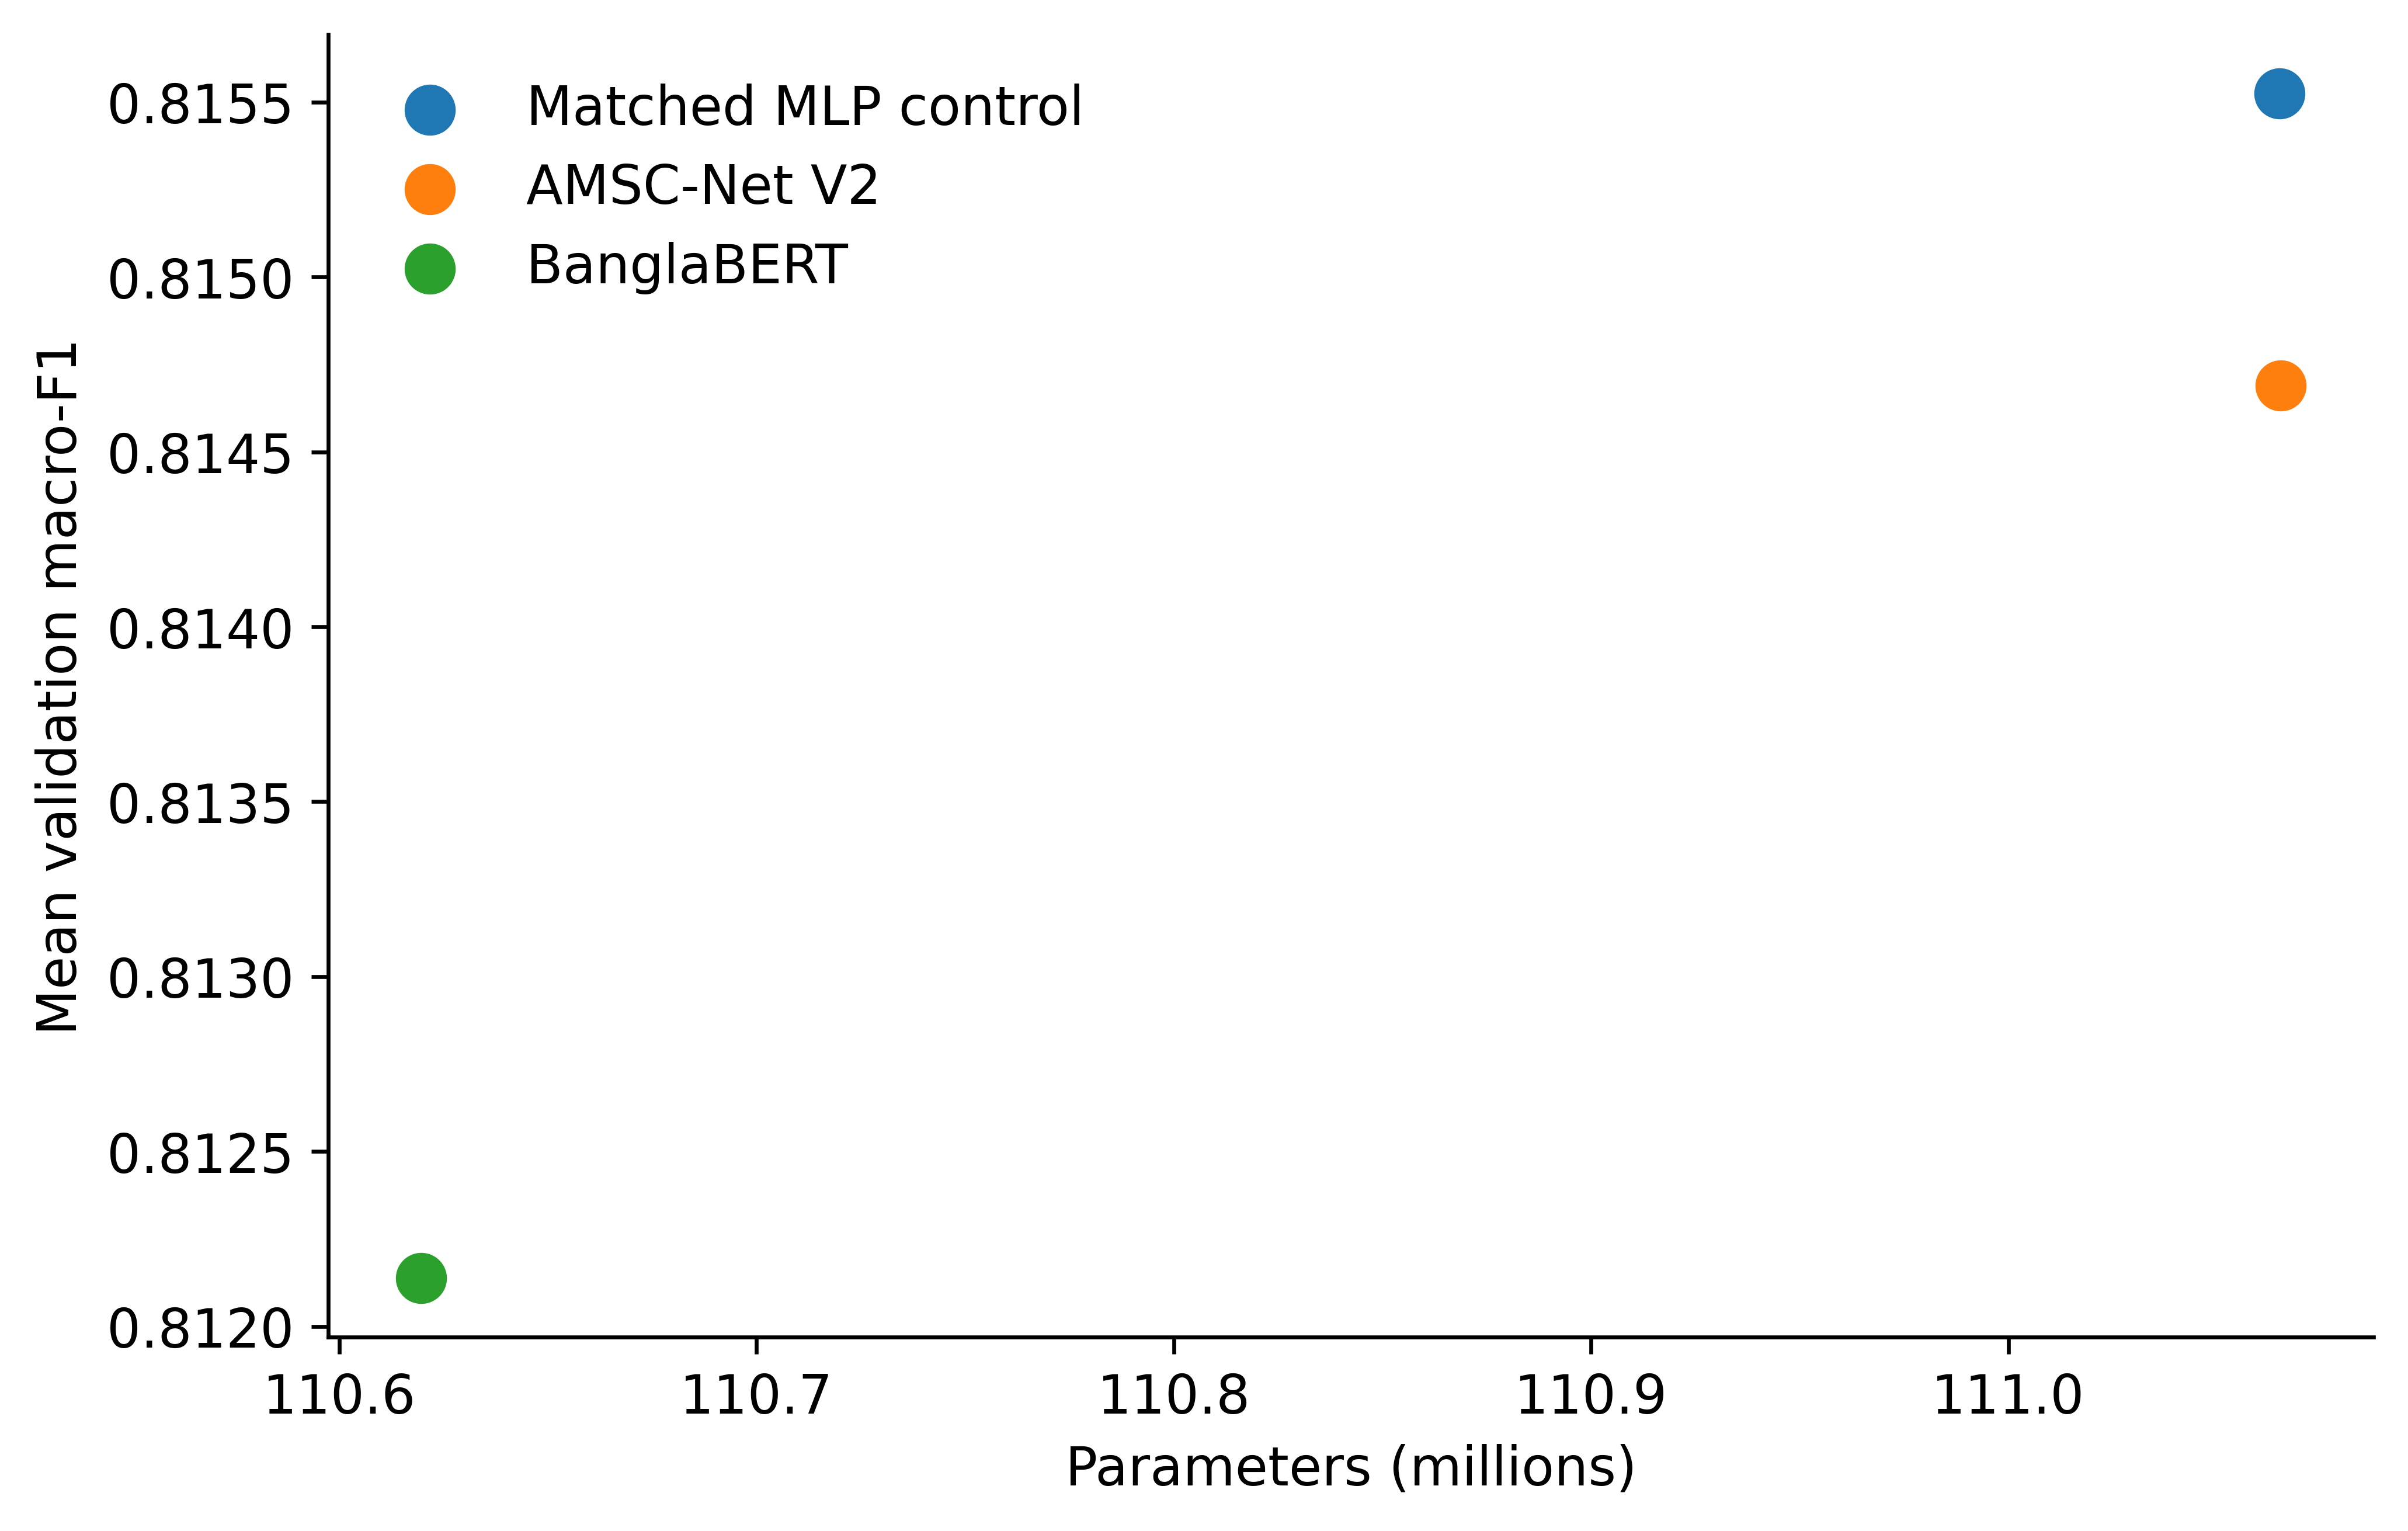 Mean validation macro-F1
0.8155
0.8150
0.8145
0.8140
0.8135
0.8130
0.8125
0.8120
Matched MLP control
AMSC-Net V2
BanglaBERT
110.6 110.7 110.8 110.9 111.0
Parameters (millions)